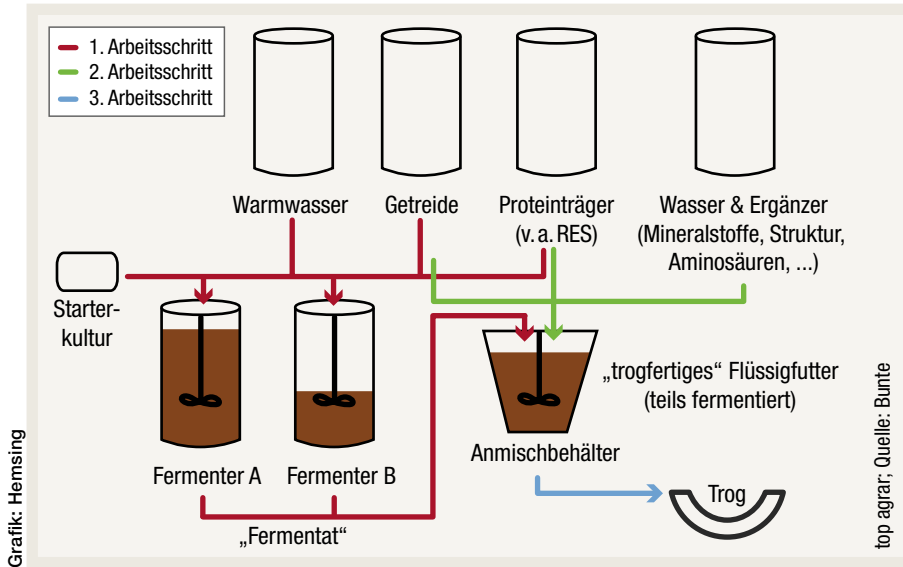 1. Arbeitsschritt
2. Arbeitsschritt
3. Arbeitsschritt
Warmwasser
Getreide
Proteinträger
(v. a. RES)
Wasser & Ergänzer
(Mineralstoffe, Struktur,
Aminosäuren, ...)
Starter-
kultur
„trogfertiges“ Flüssigfutter
(teils fermentiert)
Fermenter A
Fermenter B
Anmischbehälter
„Fermentat“
Trog
Grafik: Hemsing
top agrar; Quelle: Bunte